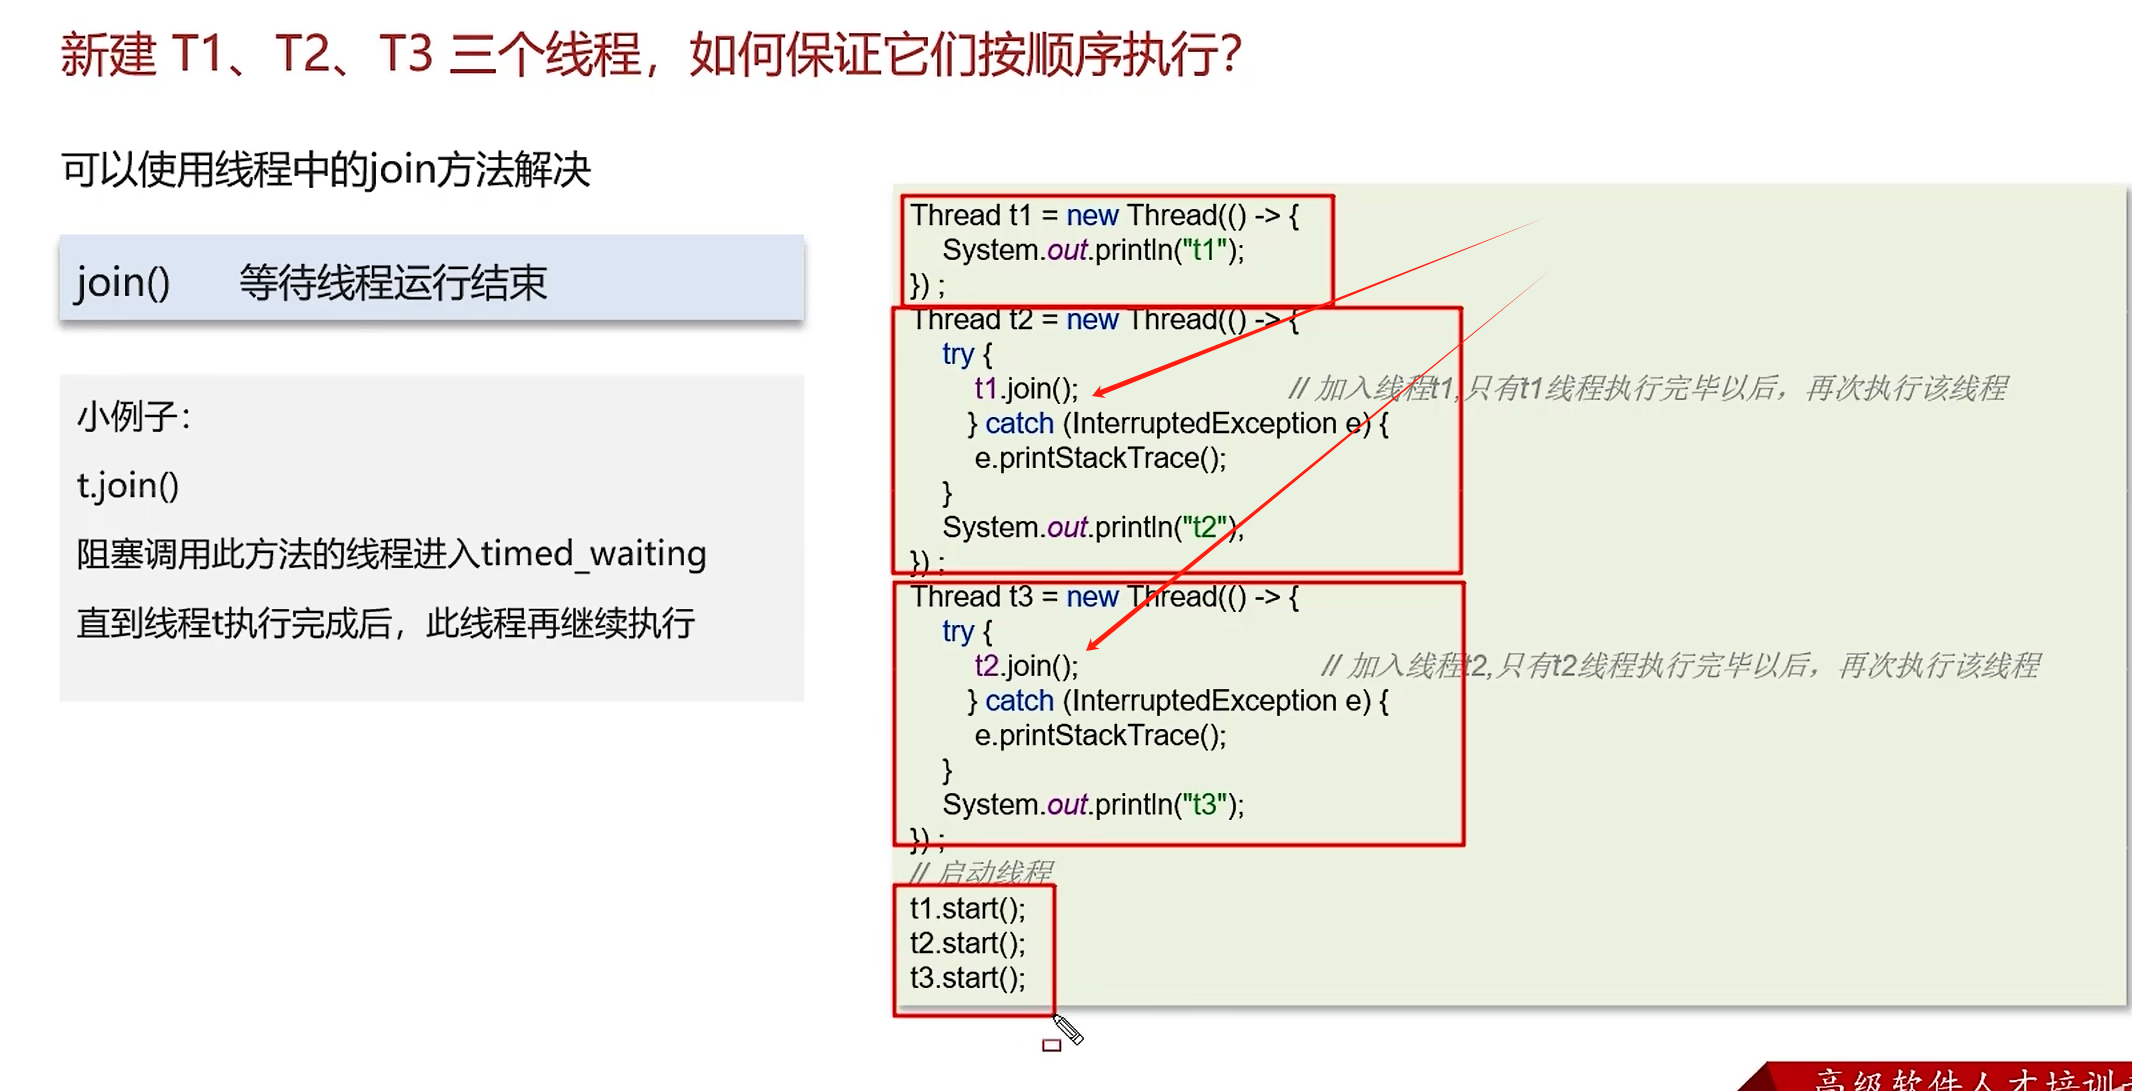 新建 T1、T2、T3 三个线程，如何保证它们按顺序执行？
可以使用线程中的join方法解决
join() 等待线程运行结束
小例子：
t.join()
阻塞调用此方法的线程进入timed_waiting
直到线程t执行完成后，此线程再继续执行
Thread t1 = new Thread(() -> {
System.out.println("t1");
}) ;
Thread t2 = new Thread(() -> {
try {
t1.join(); // 加入线程t1,只有t1线程执行完毕以后，再次执行该线程
} catch (InterruptedException e) {
e.printStackTrace();
}
System.out.println("t2");
}) ;
Thread t3 = new Thread(() -> {
try {
t2.join(); // 加入线程t2,只有t2线程执行完毕以后，再次执行该线程
} catch (InterruptedException e) {
e.printStackTrace();
}
System.out.println("t3");
}) ;
// 启动线程
t1.start();
t2.start();
t3.start();
高级软件人才培训